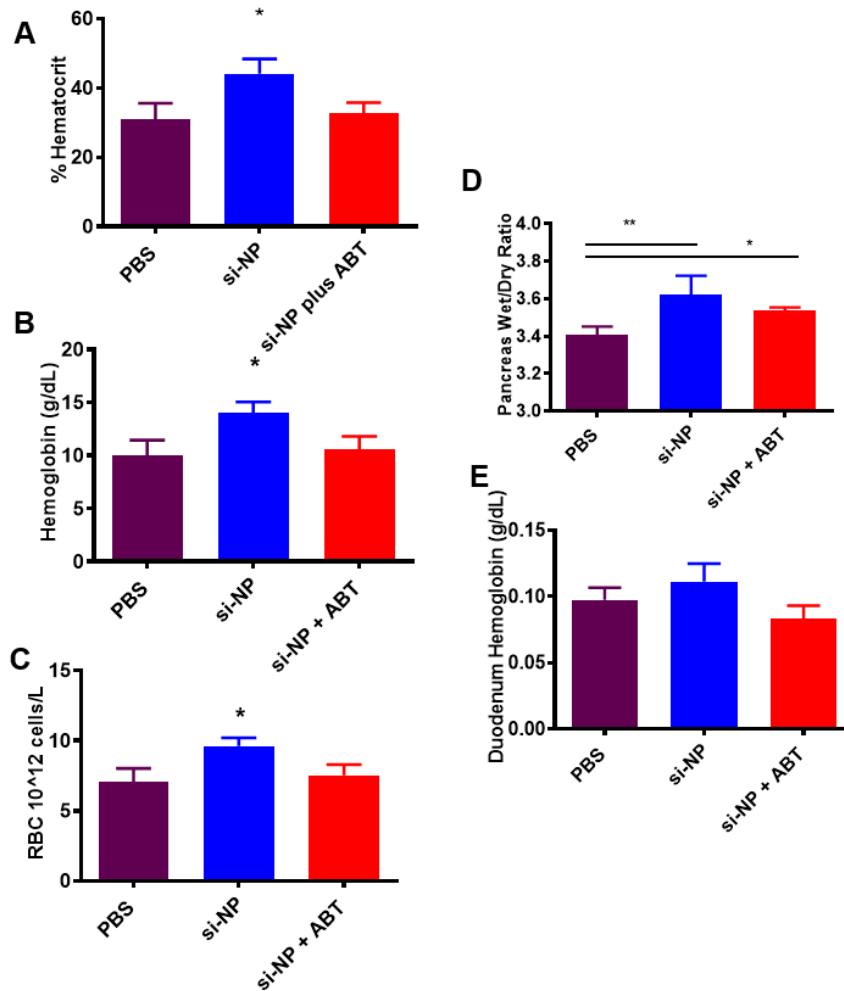 A
% Hematocrit
60
40
20
0
*
PBS
si-NP
si-NP plus ABT
B
Hemoglobin (g/dL)
20
15
10
5
0
*
PBS
si-NP
si-NP + ABT
C
RBC 10^12 cells/L
15
10
5
0
*
PBS
si-NP
si-NP + ABT
D
Pancreas Wet/Dry Ratio
4.0
3.8
3.6
3.4
3.2
3.0
**
*
PBS
si-NP
si-NP + ABT
E
Duodenum Hemoglobin (g/dL)
0.15
0.10
0.05
0.00
PBS
si-NP
si-NP + ABT